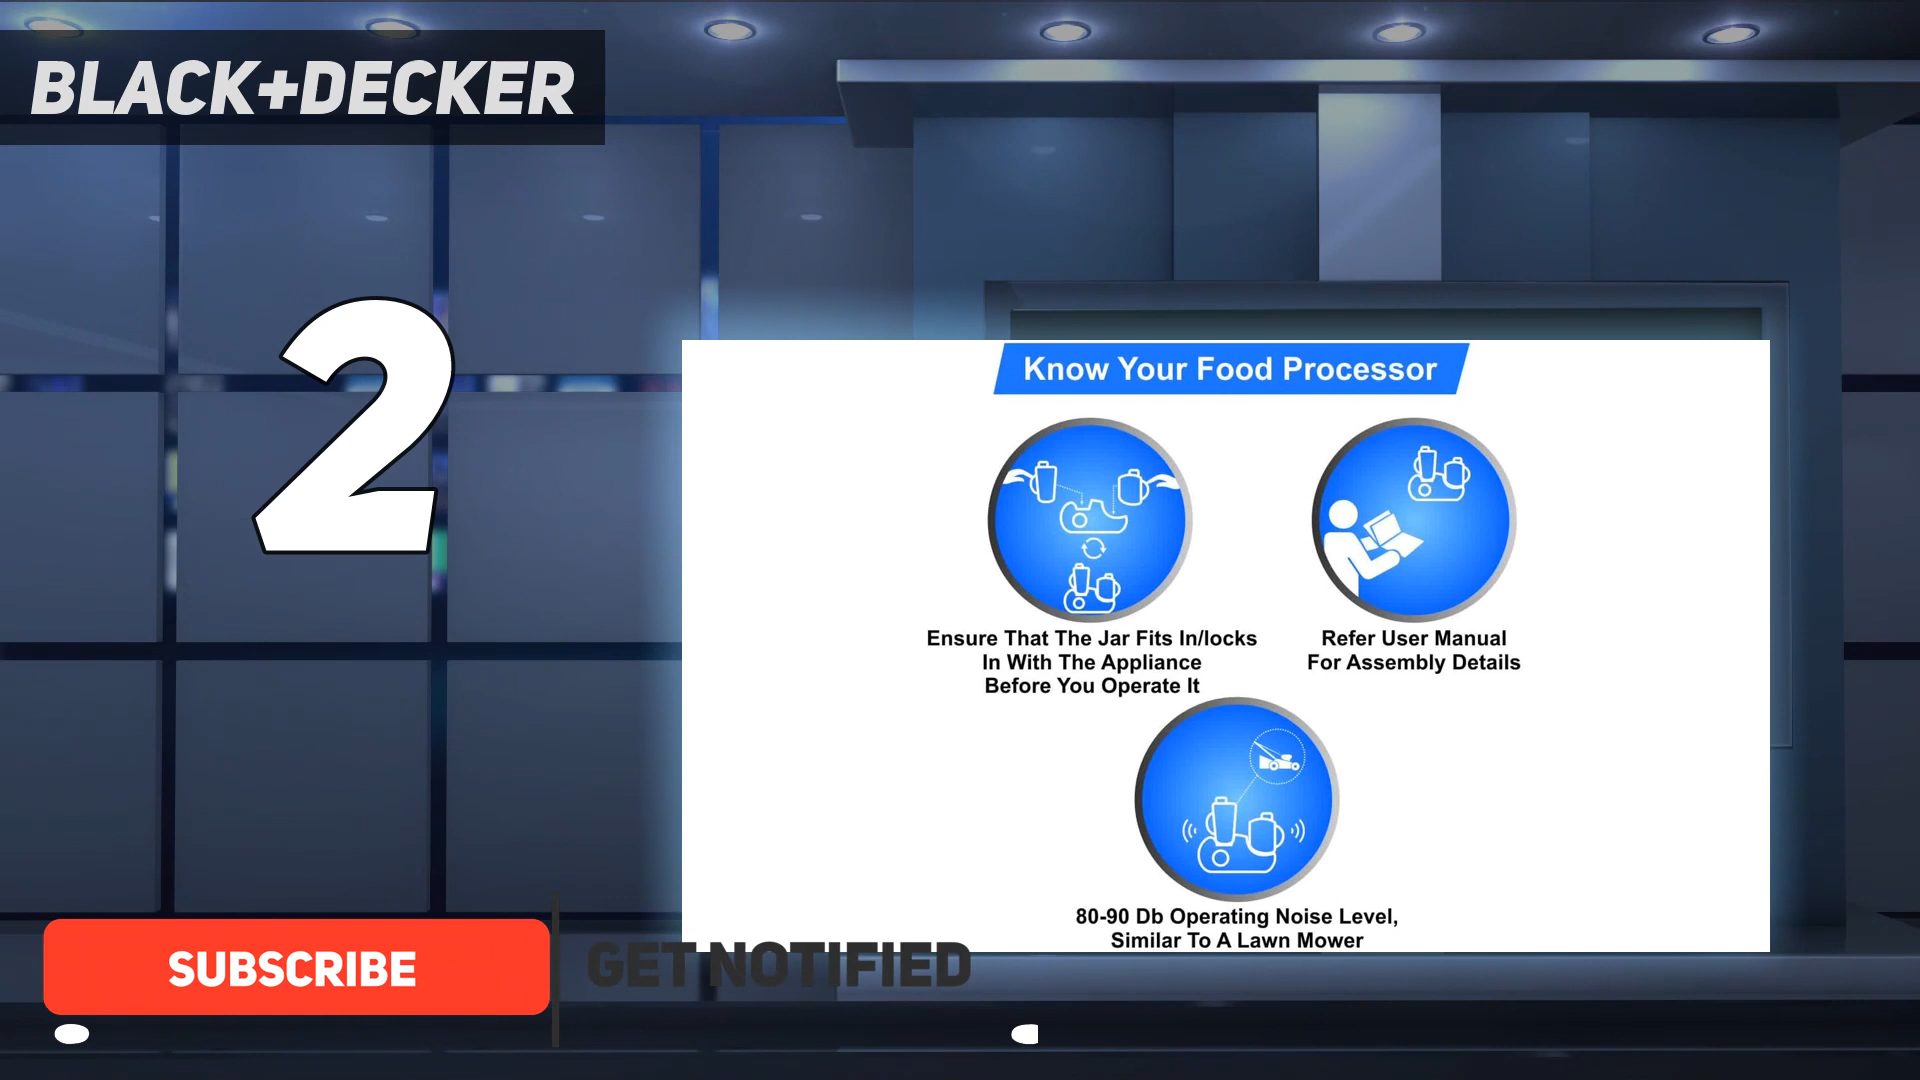 BLACK+DECKER
2
Know Your Food Processor
Ensure That The Jar Fits In/locks
In With The Appliance
Before You Operate It
Refer User Manual
For Assembly Details
80-90 Db Operating Noise Level,
Similar To A Lawn Mower
SUBSCRIBE
GET NOTIFIED